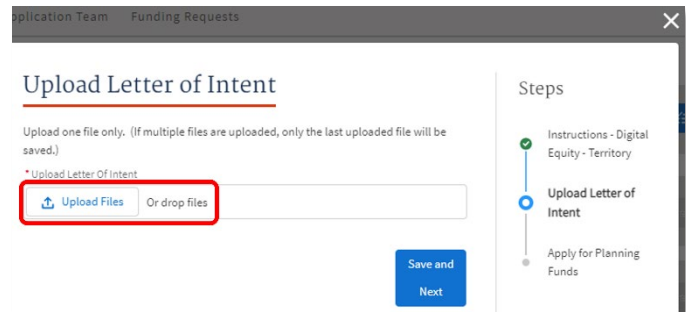 pplication Team Funding Requests
Upload Letter of Intent
Upload one file only. (If multiple files are uploaded, only the last uploaded file will be
saved.)
* Upload Letter Of Intent
Upload Files Or drop files
Save and
Next
Steps
Instructions - Digital
Equity - Territory
Upload Letter of
Intent
Apply for Planning
Funds